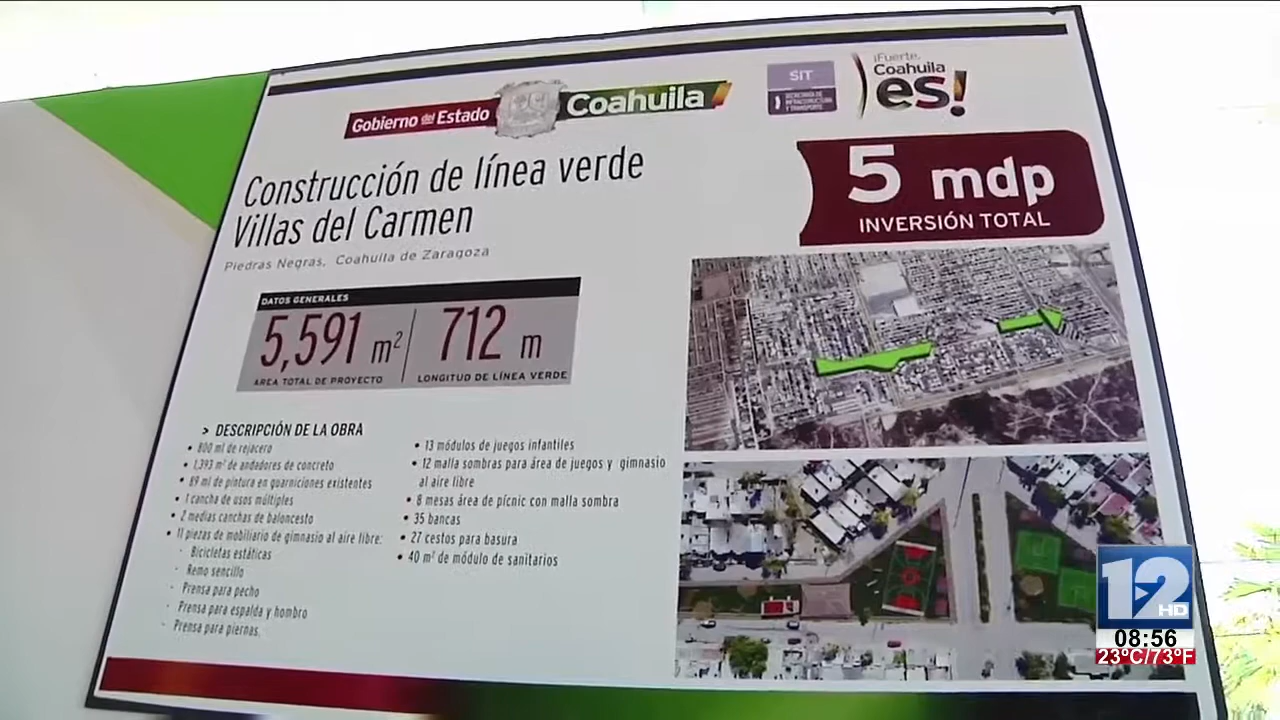 Gobierno del Estado
Coahuila
SIT
SECRETARÍA DE
INFRAESTRUCTURA
Y TRANSPORTE
¡Fuerte,
Coahuila
es!
Construcción de línea verde
Villas del Carmen
Piedras Negras, Coahuila de Zaragoza
5 mdp
INVERSIÓN TOTAL
DATOS GENERALES
5,591 m²
AREA TOTAL DE PROYECTO
712 m
LONGITUD DE LÍNEA VERDE
> DESCRIPCIÓN DE LA OBRA
• 800 ml de rejacero
• 1,393 m² de andadores de concreto
• 89 ml de pintura en guarniciones existentes
• 1 cancha de usos múltiples
• 2 medias canchas de baloncesto
• 11 piezas de mobiliario de gimnasio al aire libre:
- Bicicletas estáticas
- Remo sencillo
- Prensa para pecho
- Prensa para espalda y hombro
- Prensa para piernas.
• 13 módulos de juegos infantiles
• 12 malla sombras para área de juegos y gimnasio
al aire libre
• 8 mesas área de pícnic con malla sombra
• 35 bancas
• 27 cestos para basura
• 40 m² de módulo de sanitarios
12 HD
08:56
23ºC/73ºF